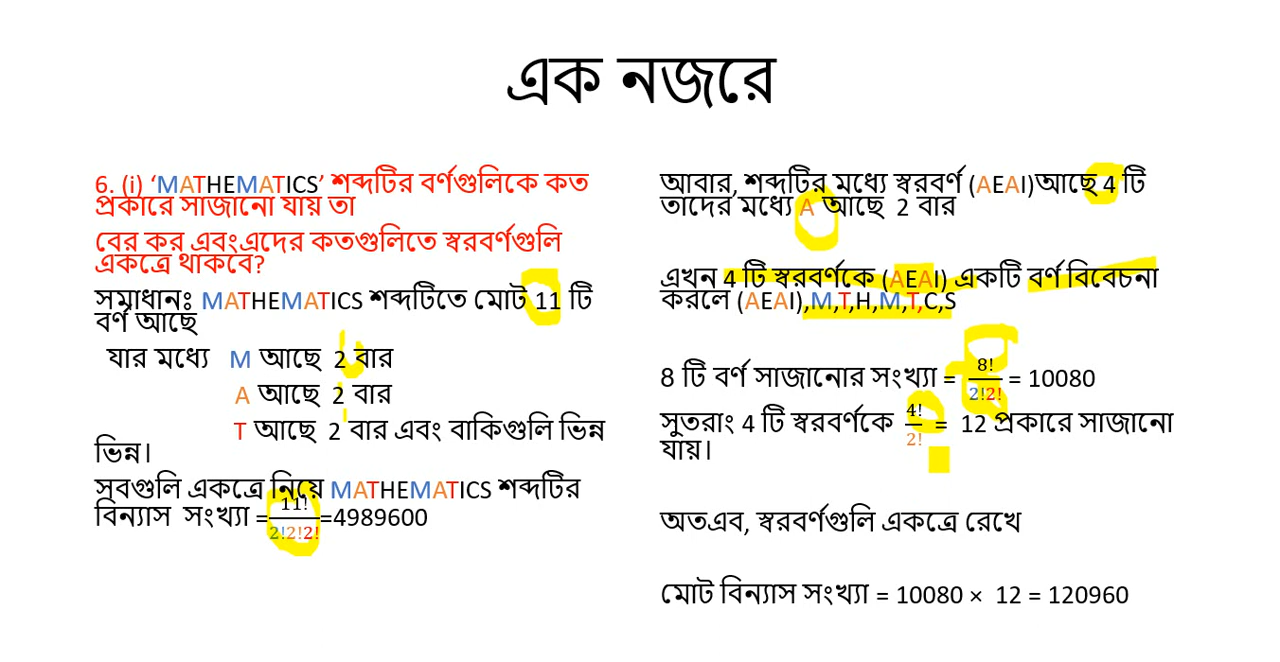 এক নজরে
6. (i) ‘MATHEMATICS’ শব্দটির বর্ণগুলিকে কত
প্রকারে সাজানো যায় তা
বের কর এবংএদের কতগুলিতে স্বরবর্ণগুলি
একত্রে থাকবে?
সমাধানঃ MATHEMATICS শব্দটিতে মোট 11 টি
বর্ণ আছে
যার মধ্যে M আছে 2 বার
A আছে 2 বার
T আছে 2 বার এবং বাকিগুলি ভিন্ন
ভিন্ন।
সবগুলি একত্রে নিয়ে MATHEMATICS শব্দটির
বিন্যাস সংখ্যা = 11!/2!2!2! =4989600
আবার, শব্দটির মধ্যে স্বরবর্ণ (AEAI)আছে 4 টি
তাদের মধ্যে A আছে 2 বার
এখন 4 টি স্বরবর্ণকে (AEAI) একটি বর্ণ বিবেচনা
করলে (AEAI),M,T,H,M,T,C,S
8 টি বর্ণ সাজানোর সংখ্যা = 8!/2!2! = 10080
সুতরাং 4 টি স্বরবর্ণকে 4!/2! = 12 প্রকারে সাজানো
যায়।
অতএব, স্বরবর্ণগুলি একত্রে রেখে
মোট বিন্যাস সংখ্যা = 10080 × 12 = 120960